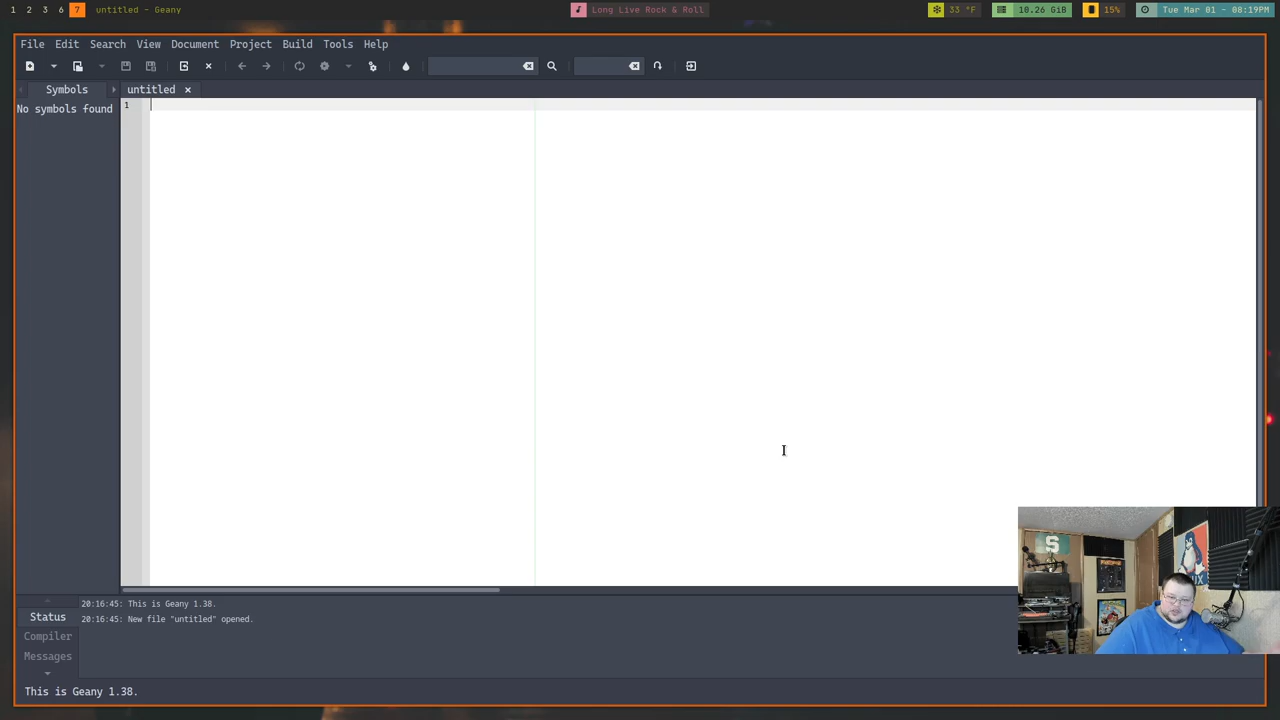 1 2 3 6 7 untitled - Geany
Long Live Rock & Roll
33 °F
10.26 GiB
15%
Tue Mar 01 - 08:19PM
File Edit Search View Document Project Build Tools Help
Symbols
untitled
No symbols found
1
S
20:16:45: This is Geany 1.38.
Status
20:16:45: New file "untitled" opened.
Compiler
Messages
This is Geany 1.38.